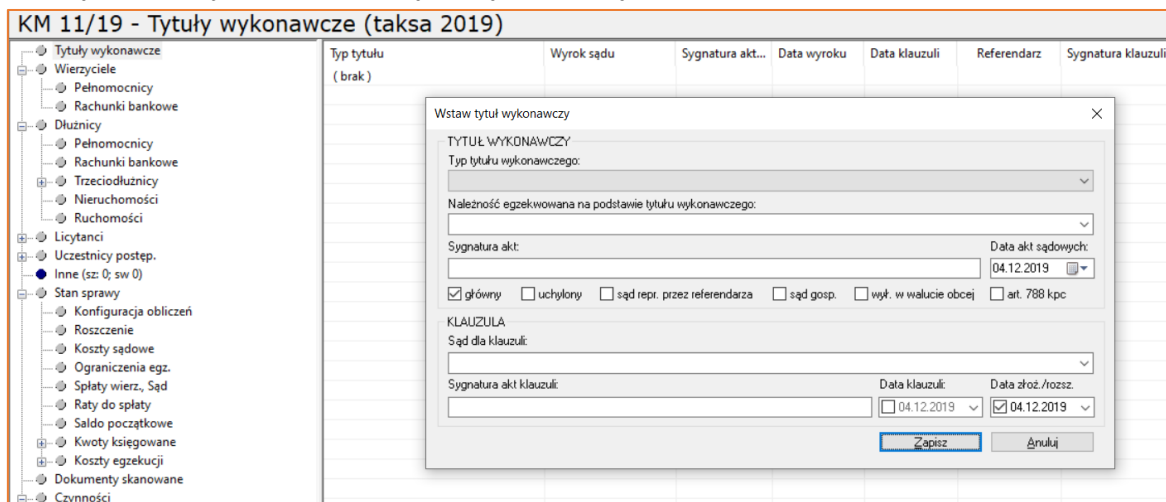 KM 11/19 - Tytuły wykonawcze (taksa 2019)
Tytuły wykonawcze
Wierzyciele
Pełnomocnicy
Rachunki bankowe
Dłużnicy
Pełnomocnicy
Rachunki bankowe
Trzeciodłużnicy
Nieruchomości
Ruchomości
Licytanci
Uczestnicy postęp.
Inne (sz: 0; sw 0)
Stan sprawy
Konfiguracja obliczeń
Roszczenie
Koszty sądowe
Ograniczenia egz.
Spłaty wierz., Sąd
Raty do spłaty
Saldo początkowe
Kwoty księgowane
Koszty egzekucji
Dokumenty skanowane
Czynności
Typ tytułu Wyrok sądu Sygnatura akt... Data wyroku Data klauzuli Referendarz Sygnatura klauzuli
( brak )
Wstaw tytuł wykonawczy
TYTUŁ WYKONAWCZY
Typ tytułu wykonawczego:
Należność egzekwowana na podstawie tytułu wykonawczego:
Sygnatura akt: Data akt sądowych:
04.12.2019
główny uchylony sąd repr. przez referendarza sąd gosp. wył. w walucie obcej art. 788 kpc
KLAUZULA
Sąd dla klauzuli:
Sygnatura akt klauzuli: Data klauzuli: Data złoż./rozsz.
04.12.2019 04.12.2019
Zapisz Anuluj